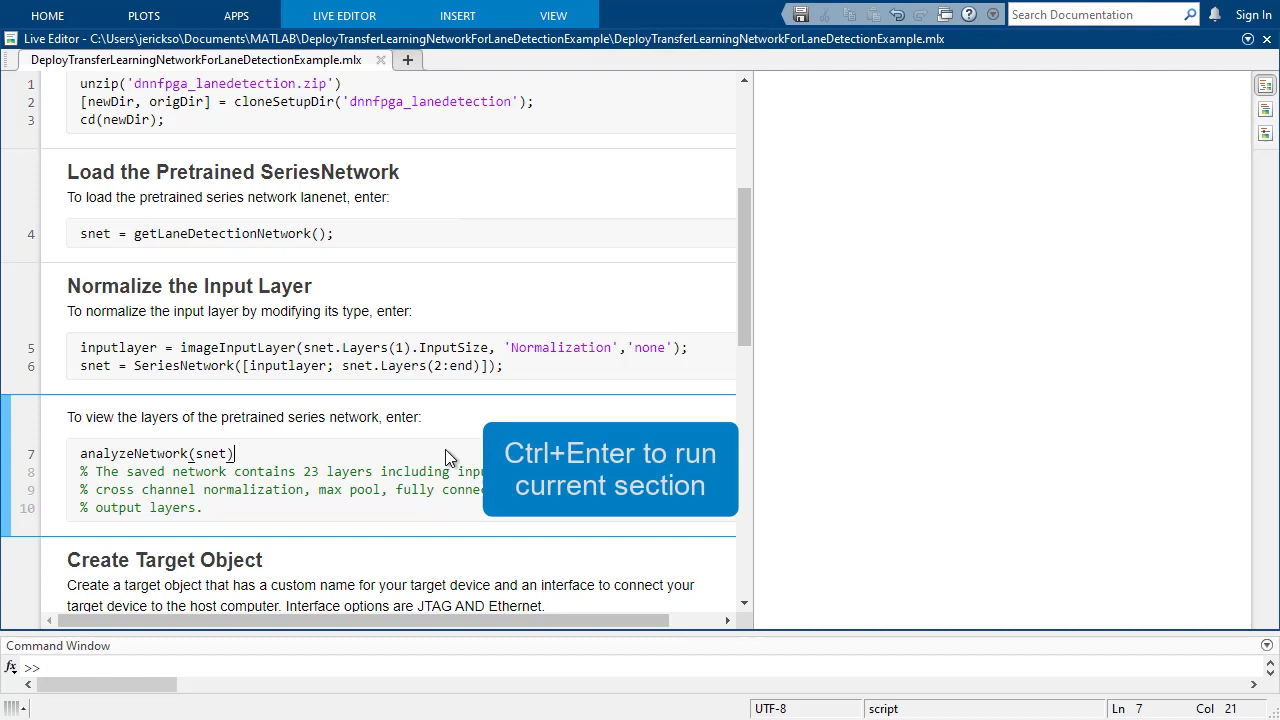 HOME PLOTS APPS LIVE EDITOR INSERT VIEW Search Documentation Sign In
Live Editor - C:\Users\jerickso\Documents\MATLAB\DeployTransferLearningNetworkForLaneDetectionExample\DeployTransferLearningNetworkForLaneDetectionExample.mlx
DeployTransferLearningNetworkForLaneDetectionExample.mlx
1 unzip('dnnfpga_lanedetection.zip')
2 [newDir, origDir] = cloneSetupDir('dnnfpga_lanedetection');
3 cd(newDir);
Load the Pretrained SeriesNetwork
To load the pretrained series network lanenet, enter:
4 snet = getLaneDetectionNetwork();
Normalize the Input Layer
To normalize the input layer by modifying its type, enter:
5 inputlayer = imageInputLayer(snet.Layers(1).InputSize, 'Normalization','none');
6 snet = SeriesNetwork([inputlayer; snet.Layers(2:end)]);
To view the layers of the pretrained series network, enter:
7 analyzeNetwork(snet)
8 % The saved network contains 23 layers including inpu
9 % cross channel normalization, max pool, fully connec
10 % output layers.
Ctrl+Enter to run
current section
Create Target Object
Create a target object that has a custom name for your target device and an interface to connect your
target device to the host computer. Interface options are JTAG AND Ethernet.
Command Window
fx >>
UTF-8 script Ln 7 Col 21